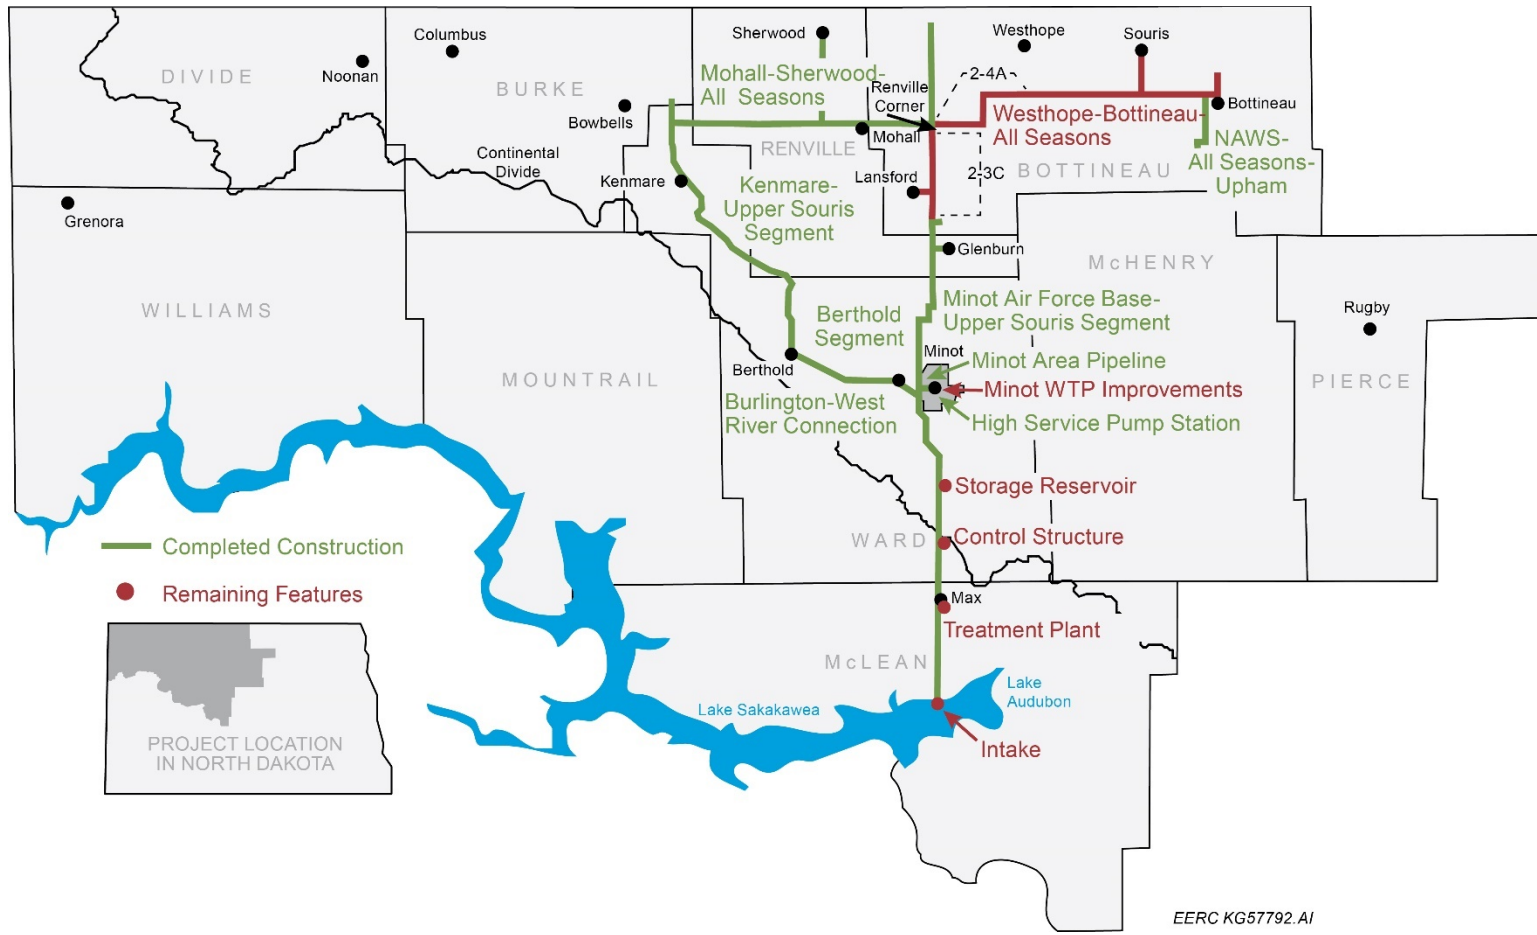 Columbus
Sherwood
Westhope
Souris
DIVIDE
Noonan
BURKE
Mohall-Sherwood-
All Seasons
Renville
Corner
2-4A
Bowbells
Bottineau
Westhope-Bottineau-
All Seasons
Mohall
RENVILLE
NAWS-
All Seasons-
Upham
Continental
Divide
Kenmare
Lansford
2-3C
BOTTINEAU
Kenmare-
Upper Souris
Segment
Grenora
Glenburn
McHENRY
WILLIAMS
Minot Air Force Base-
Upper Souris Segment
Berthold
Segment
Rugby
Minot
Minot Area Pipeline
Berthold
MOUNTRAIL
Minot WTP Improvements
PIERCE
Burlington-West
River Connection
High Service Pump Station
Storage Reservoir
Completed Construction
WARD
Control Structure
Remaining Features
Max
Treatment Plant
McLEAN
Lake
Audubon
Lake Sakakawea
PROJECT LOCATION
IN NORTH DAKOTA
Intake
EERC KG57792.AI